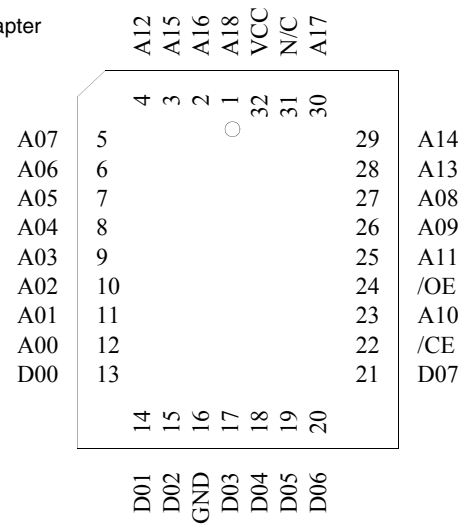 apter
A12 A15 A16 A18 VCC N/C A17
4 3 2 1 32 31 30
A07 5 29 A14
A06 6 28 A13
A05 7 27 A08
A04 8 26 A09
A03 9 25 A11
A02 10 24 /OE
A01 11 23 A10
A00 12 22 /CE
D00 13 21 D07
14 15 16 17 18 19 20
D01 D02 GND D03 D04 D05 D06